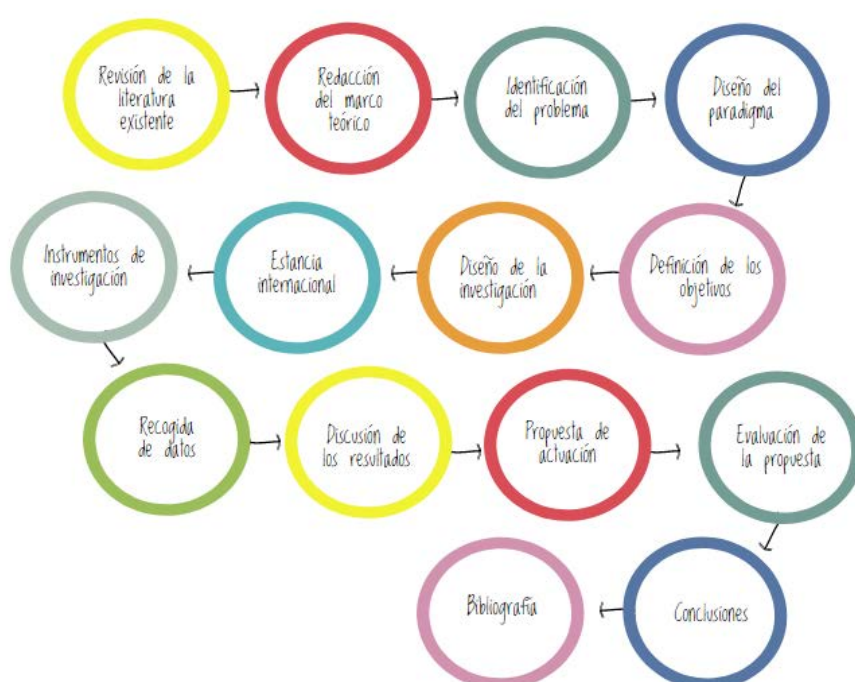 Revisión de la
literatura
existente
Redacción
del marco
teórico
Identificación
del problema
Diseño del
paradigma
Definición de los
objetivos
Diseño de la
investigación
Estancia
internacional
Instrumentos de
investigación
Recogida
de datos
Discusión de
los resultados
Propuesta de
actuación
Evaluación de
la propuesta
Conclusiones
Bibliografía